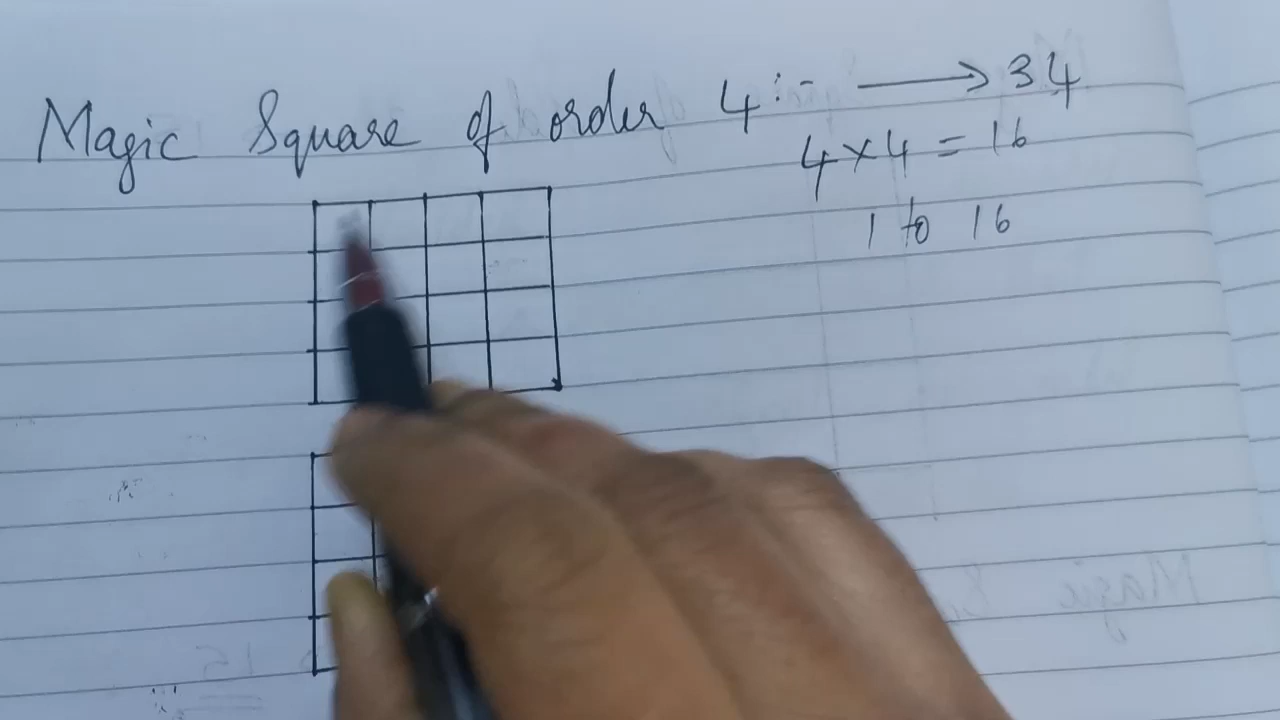 Magic Square of order 4:- → 34
4 × 4 = 16
1 to 16